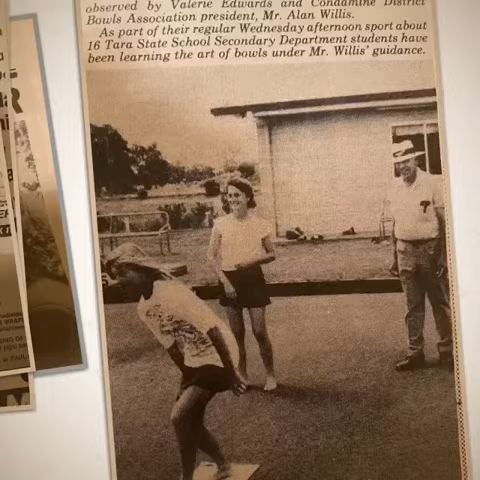 observed by Valerie Edwards and Condamine District
Bowls Association president, Mr. Alan Willis.
As part of their regular Wednesday afternoon sport about
16 Tara State School Secondary Department students have
been learning the art of bowls under Mr. Willis' guidance.